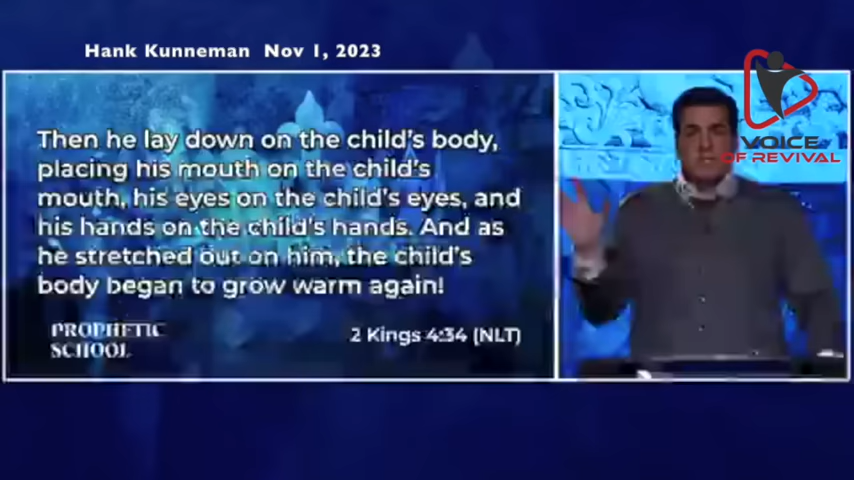 Hank Kunneman Nov 1, 2023
VOICE
OF REVIVAL
Then he lay down on the child's body,
placing his mouth on the child's
mouth, his eyes on the child's eyes, and
his hands on the child's hands. And as
he stretched out on him, the child's
body began to grow warm again!
PROPHETIC
SCHOOL
2 Kings 4:34 (NLT)